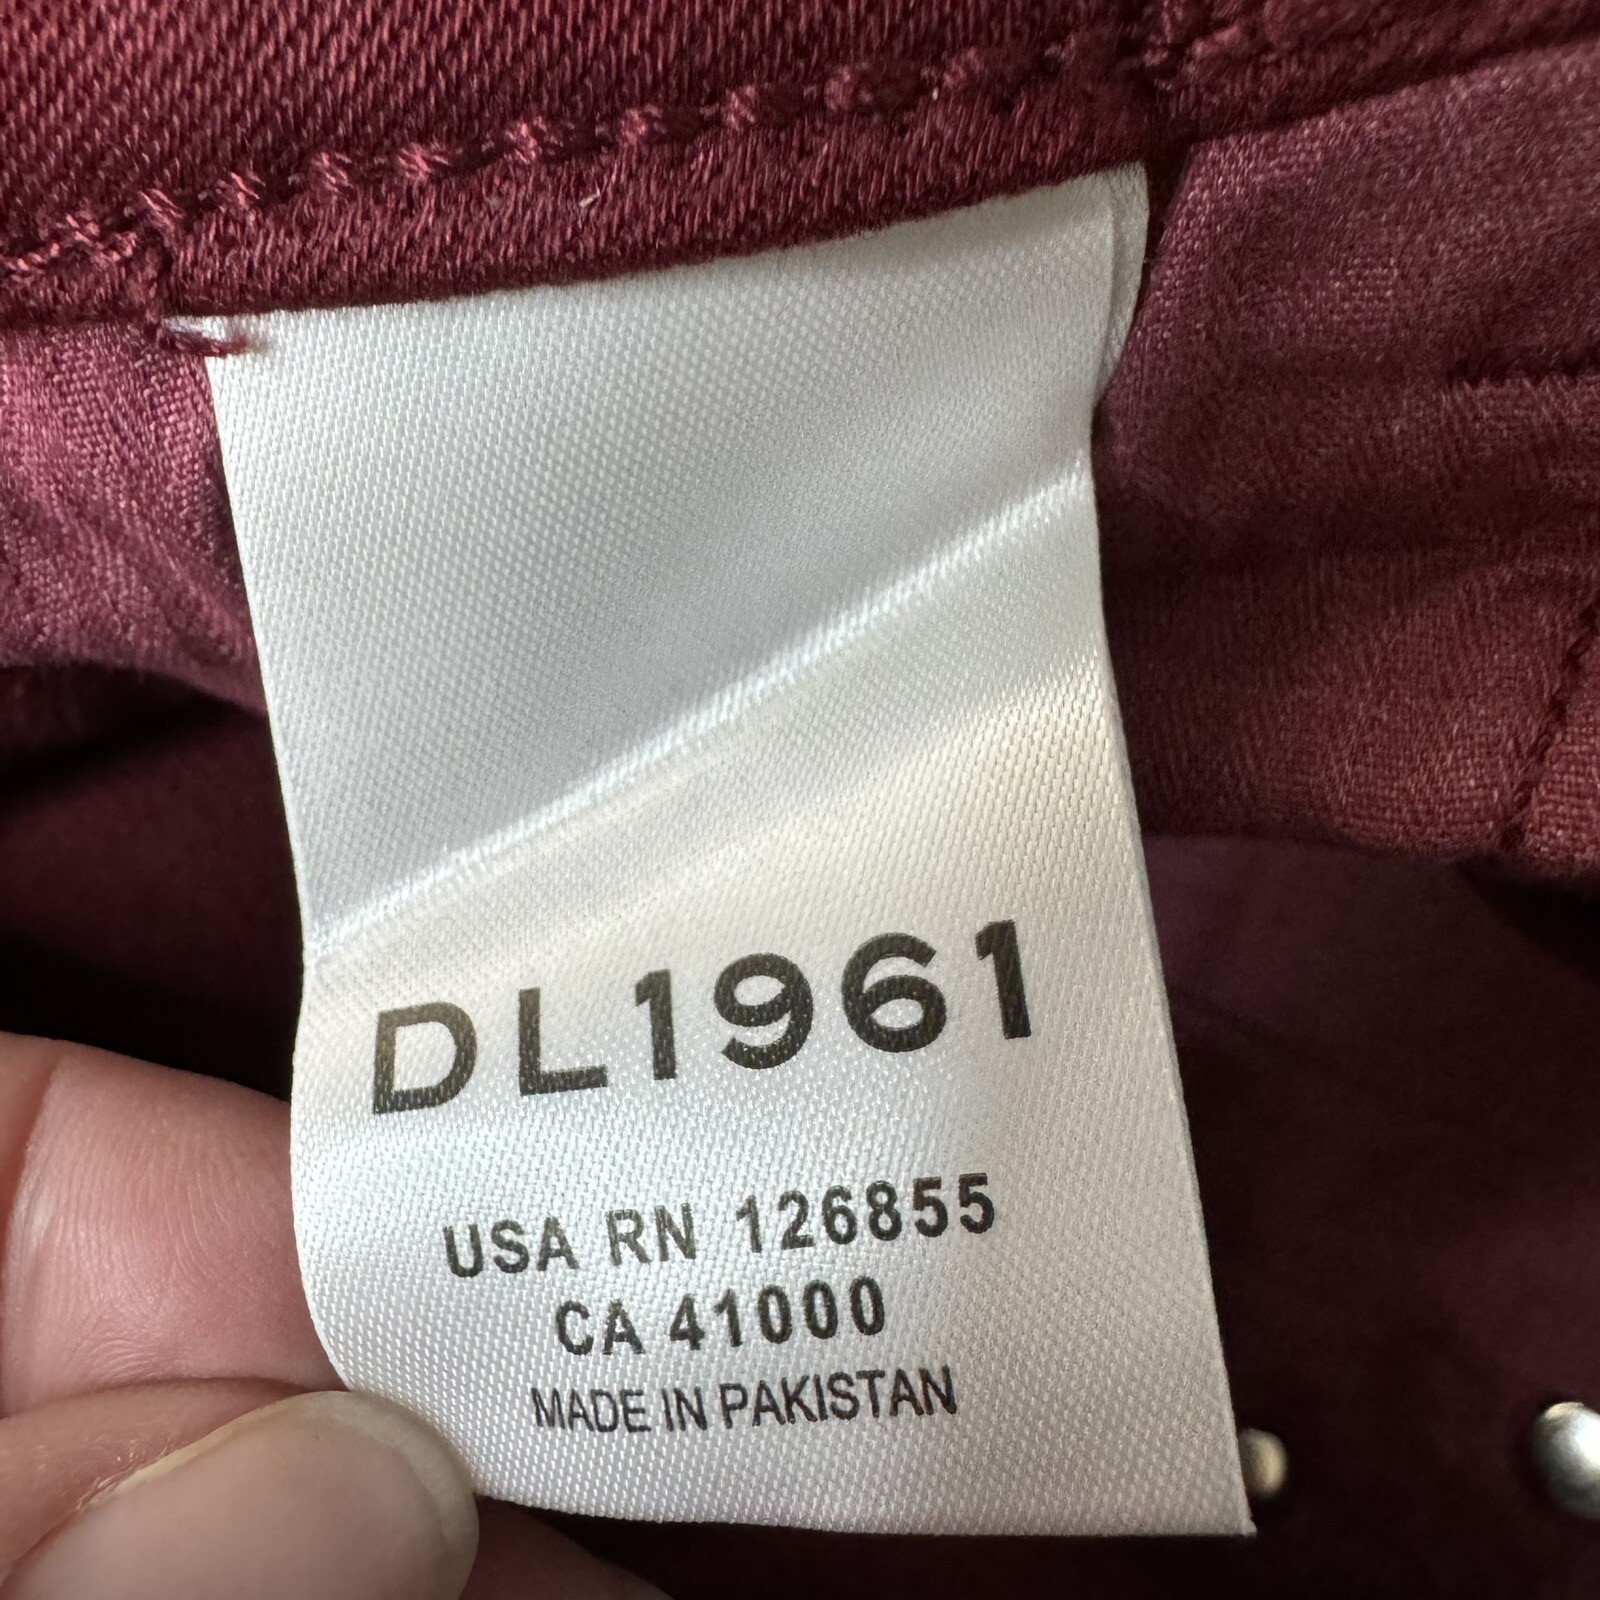 DL1961
USA RN 126855
CA 41000
MADE IN PAKISTAN